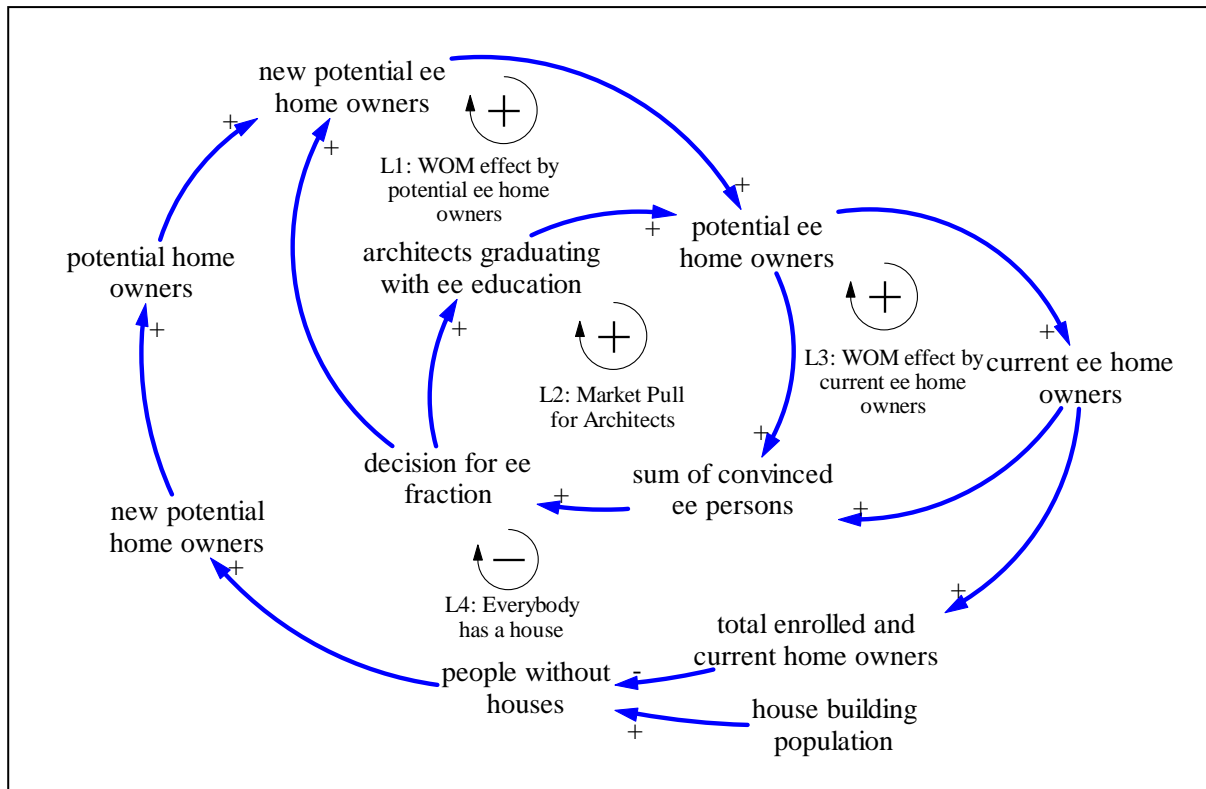 new potential ee
home owners
+
+
+
L1: WOM effect by
potential ee home
owners
+
potential ee
home owners
architects graduating
with ee education
+
potential home
owners
+
+
+
+
L2: Market Pull
for Architects
+
L3: WOM effect by
current ee home
owners
+
current ee home
owners
+
decision for ee
fraction
+
sum of convinced
ee persons
+
new potential
home owners
+
−
L4: Everybody
has a house
+
total enrolled and
current home owners
-
people without
houses
+
house building
population